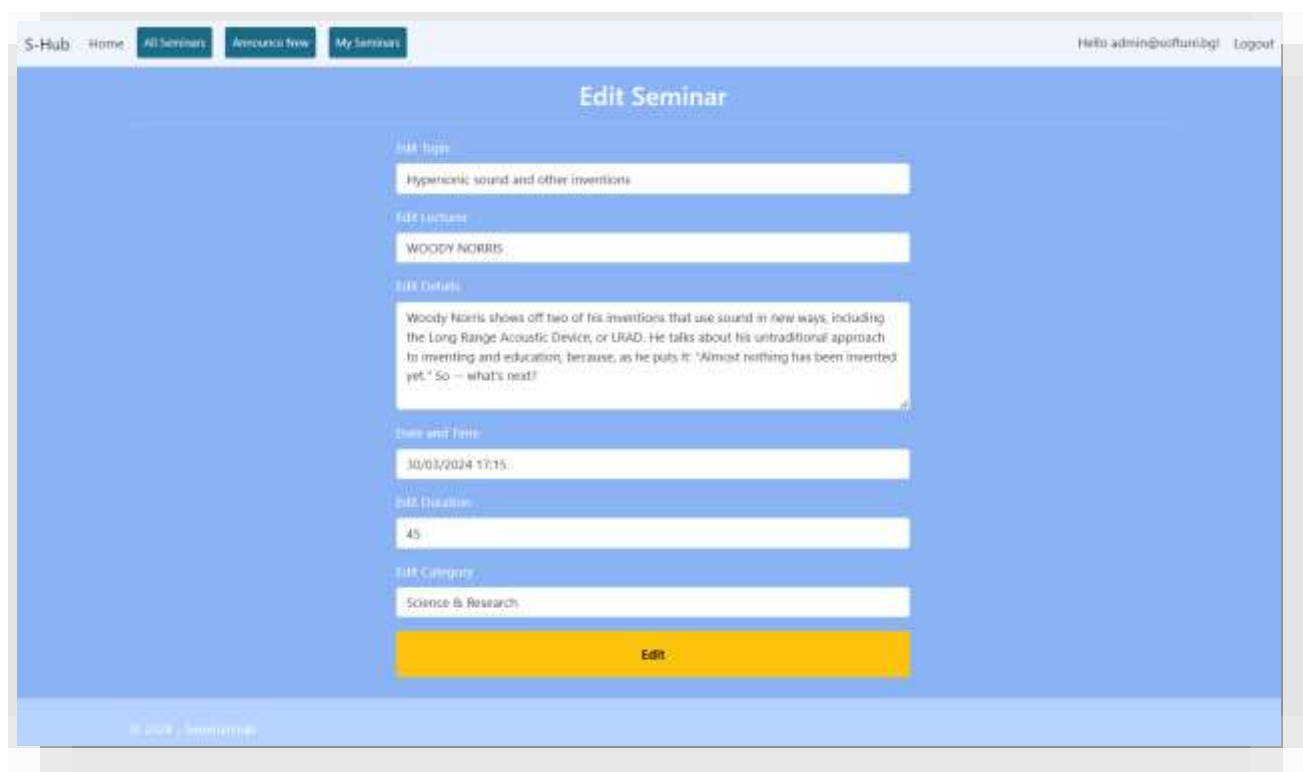 S-Hub Home All Seminars Announce New My Seminars Hello admin@softuni.bg! Logout
Edit Seminar
Edit Topic
Hypersonic sound and other inventions
Edit Lecturer
WOODY NORRIS
Edit Details
Woody Norris shows off two of his inventions that use sound in new ways, including
the Long Range Acoustic Device, or LRAD. He talks about his untraditional approach
to inventing and education, because, as he puts it: "Almost nothing has been invented
yet." So — what's next?
Date and Time
30/03/2024 17:15
Edit Duration
45
Edit Category
Science & Research
Edit
© 2024 - SeminarHub